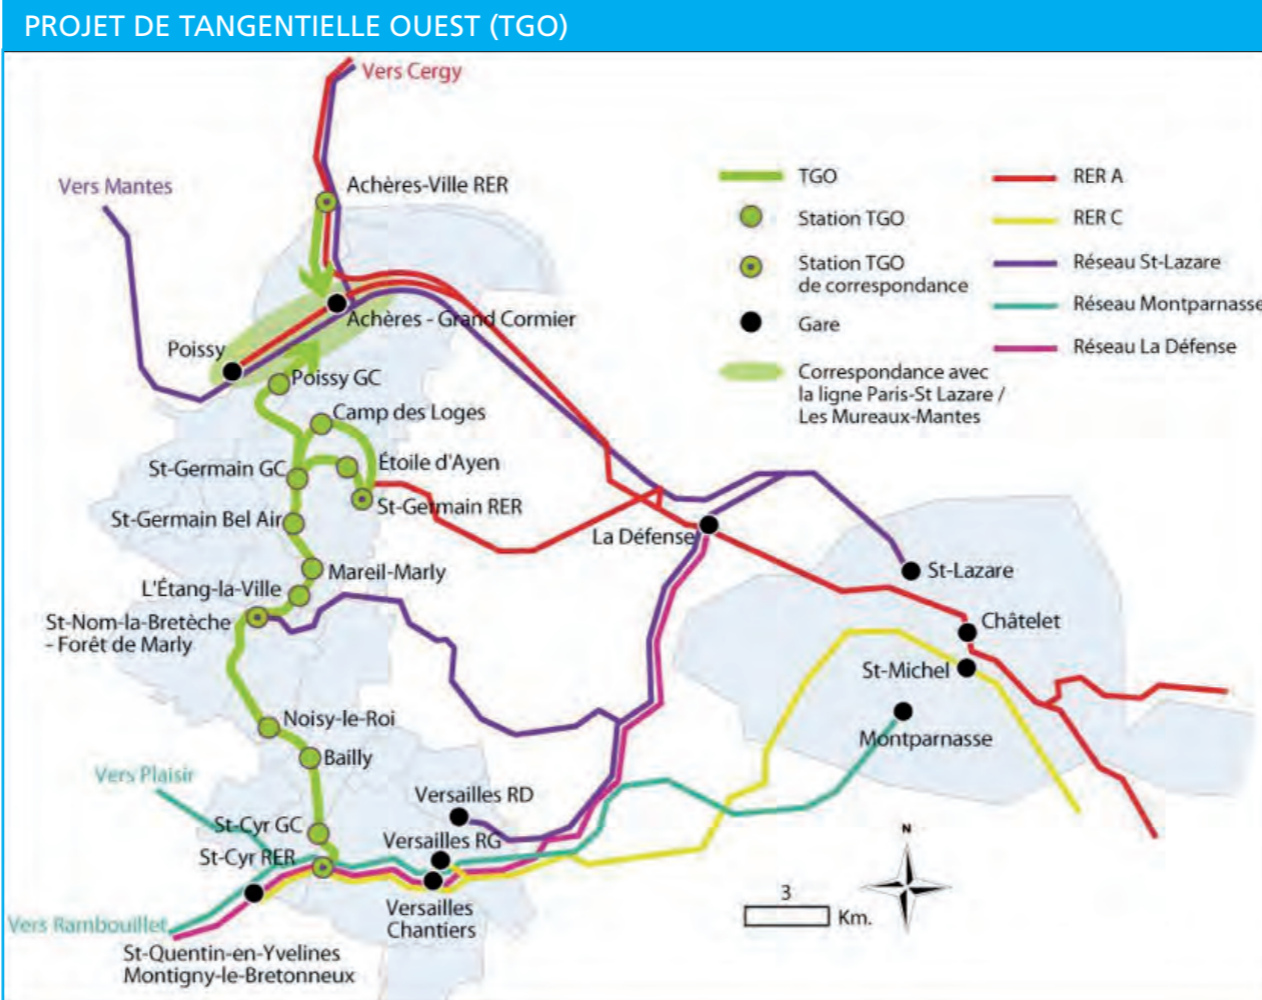 PROJET DE TANGENTIELLE OUEST (TGO)
Vers Cergy
Vers Mantes
Achères-Ville RER
TGO
Station TGO
Station TGO
de correspondance
Gare
Correspondance avec
la ligne Paris-St Lazare /
Les Mureaux-Mantes
RER A
RER C
Réseau St-Lazare
Réseau Montparnasse
Réseau La Défense
Achères - Grand Cormier
Poissy
Poissy GC
Camp des Loges
St-Germain GC
Étoile d'Ayen
St-Germain RER
St-Germain Bel Air
La Défense
Mareil-Marly
St-Lazare
L'Étang-la-Ville
St-Nom-la-Bretèche
- Forêt de Marly
Châtelet
St-Michel
Noisy-le-Roi
Montparnasse
Bailly
Vers Plaisir
Versailles RD
St-Cyr GC
Versailles RG
St-Cyr RER
N
3
Km.
Versailles
Chantiers
Vers Rambouillet
St-Quentin-en-Yvelines
Montigny-le-Bretonneux